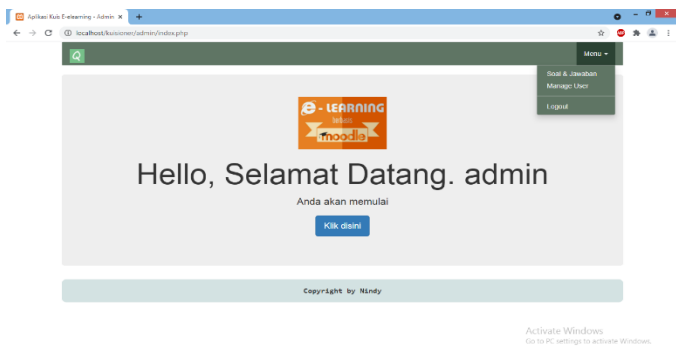 Aplikasi Kuis E-elearning - Admin
localhost/kuisioner/admin/index.php
Q
Menu
Soal & Jawaban
Manage User
Logout
e - LEARNING
moodle
Hello, Selamat Datang. admin
Anda akan memulai
Klik disini
Copyright by Nindy
Activate Windows
Go to PC settings to activate Windows.